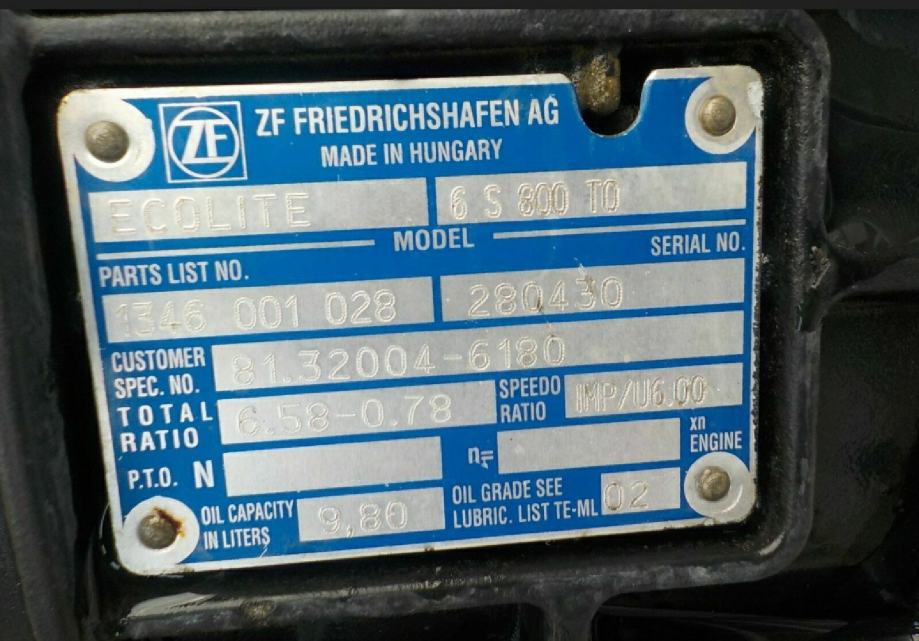 ZF ZF FRIEDRICHSHAFEN AG
MADE IN HUNGARY
ECOLITE 6 S 800 TO
MODEL
PARTS LIST NO. SERIAL NO.
1346 001 028 280430
CUSTOMER SPEC. NO. 81.32004-6180
TOTAL RATIO 6.58-0.78 SPEEDO RATIO IMP/U6.00
P.T.O. N n= xn ENGINE
OIL CAPACITY IN LITERS 9,80 OIL GRADE SEE LUBRIC. LIST TE-ML 02